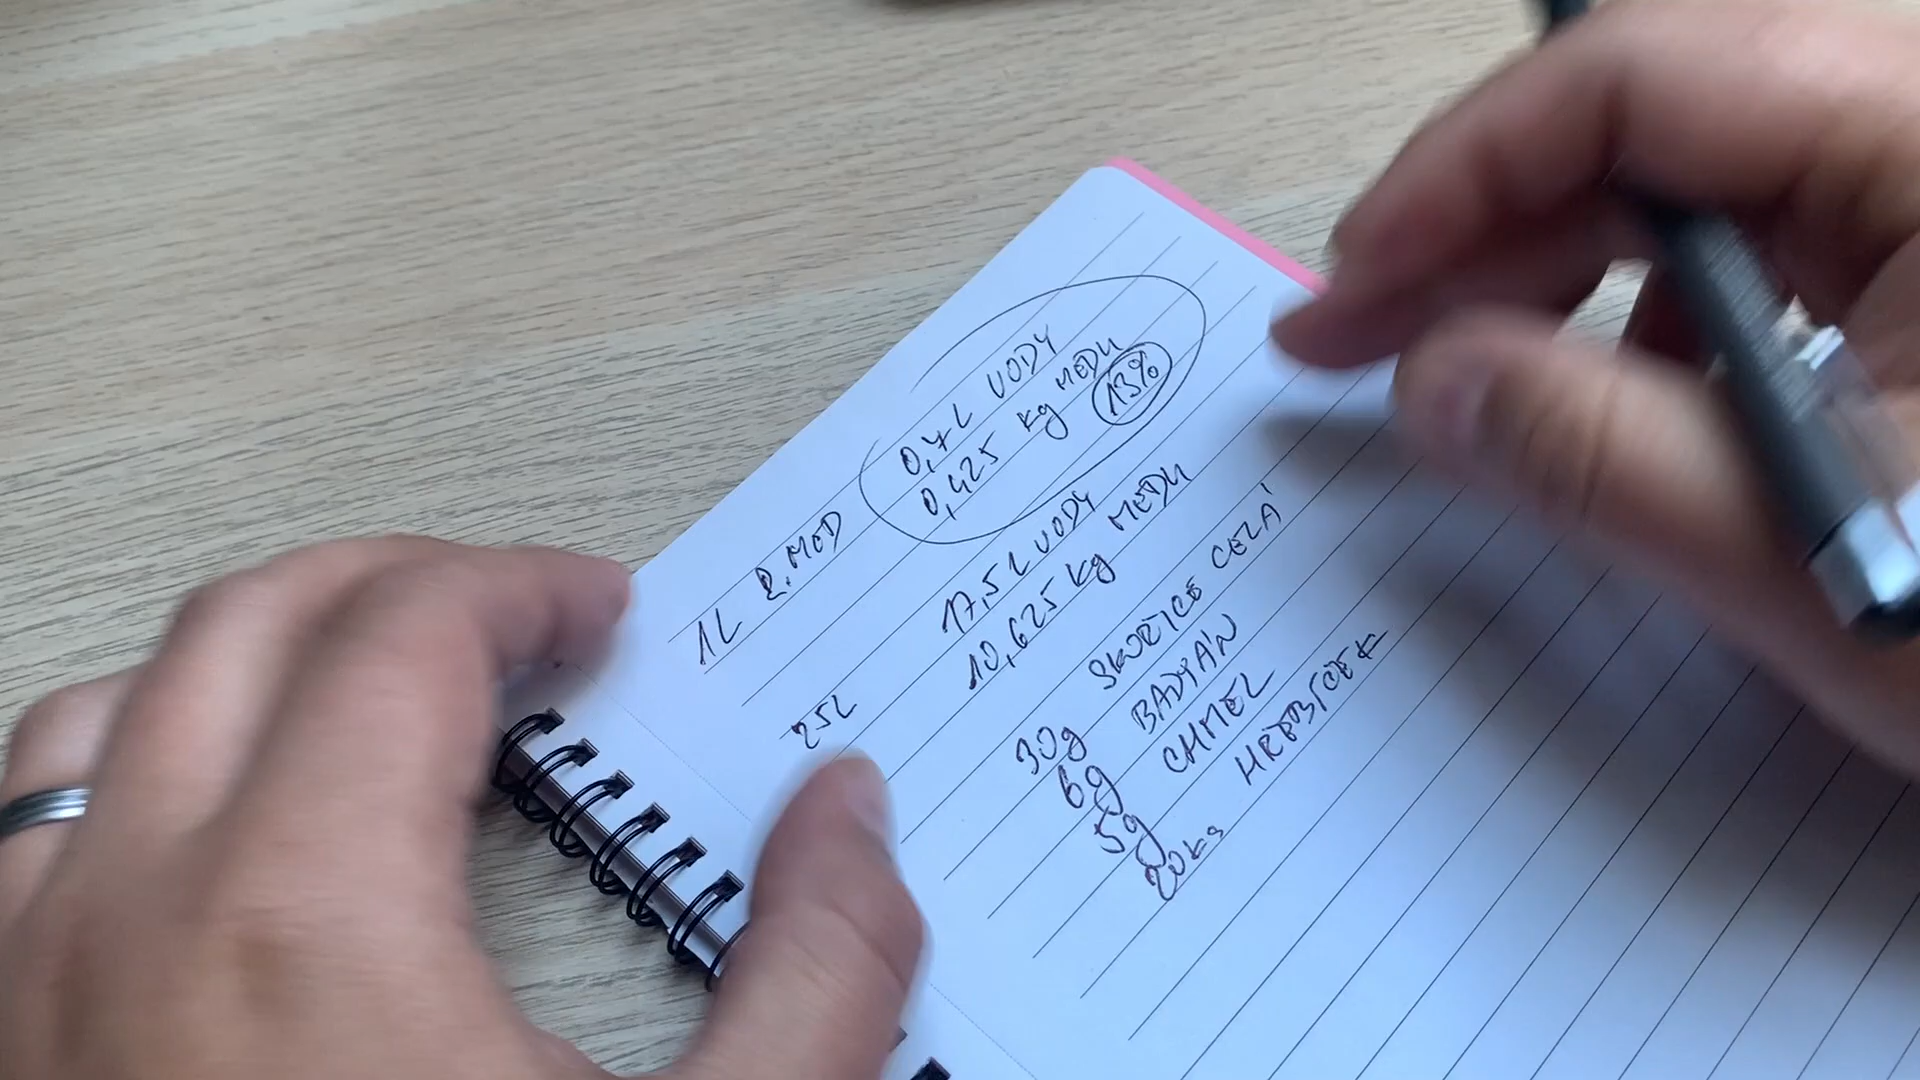 0,7L VODY
0,425 kg MEDU
13%
1L 2.MED
17,5L VODY
10,625 kg MEDU
25L
30g SKOŘICE CELÁ
6g BADYÁN
5g CHMEL
20ks HŘEBÍČEK